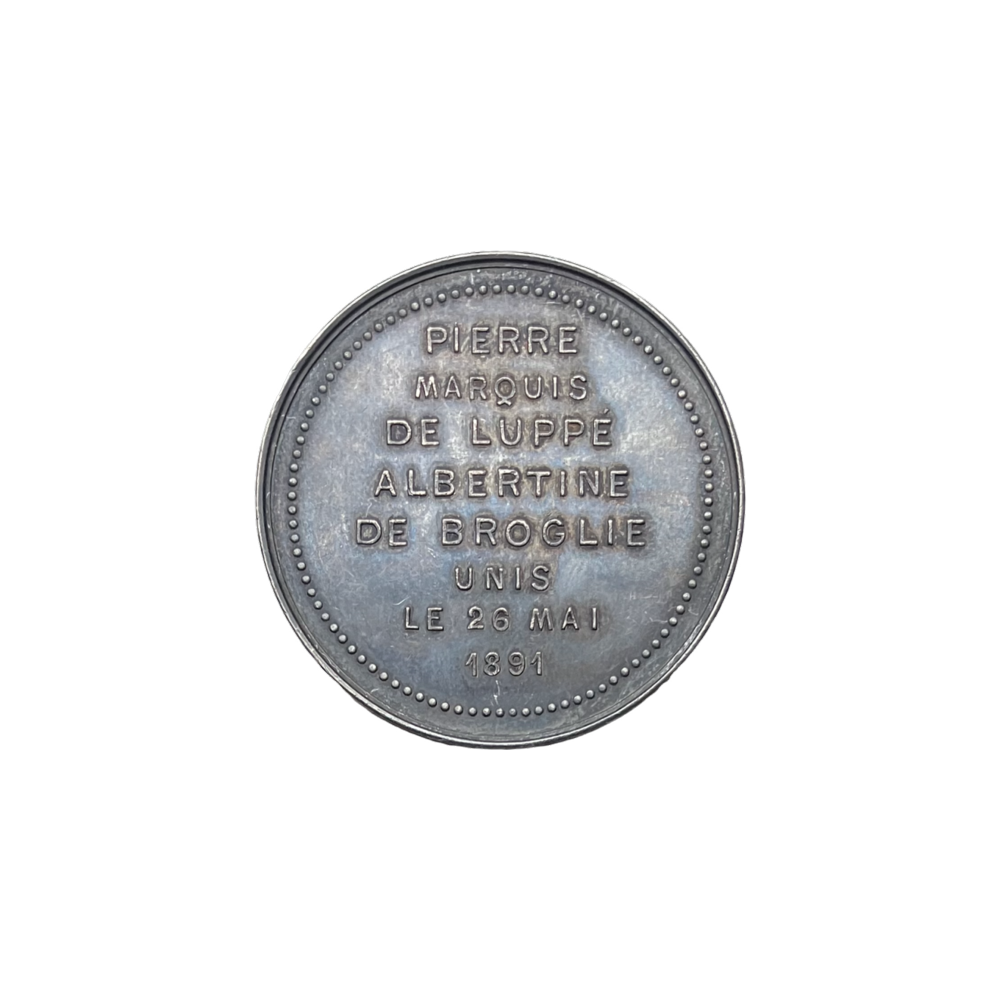 PIERRE
MARQUIS
DE LUPPÉ
ALBERTINE
DE BROGLIE
UNIS
LE 26 MAI
1891